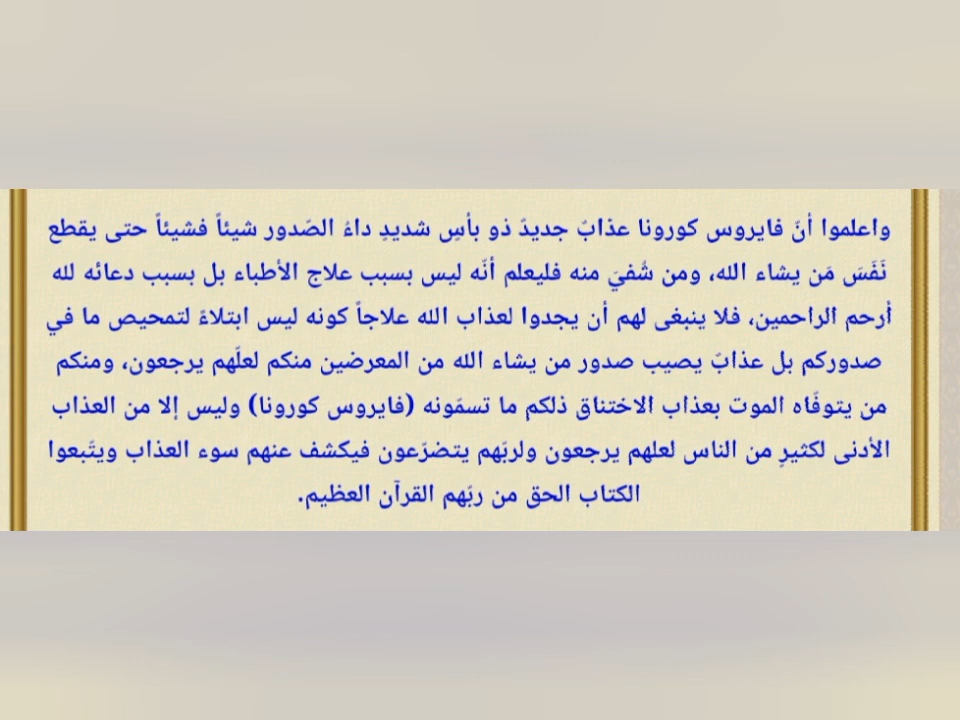 واعلموا أنّ فايروس كورونا عذابٌ جديدٌ ذو بأسٍ شديدٍ داءُ الصّدور شيئاً فشيئاً حتى يقطع
نَفَسَ مَن يشاء الله، ومن شُفيَ منه فليعلم أنّه ليس بسبب علاج الأطباء بل بسبب دعائه لله
أرحم الراحمين، فلا ينبغى لهم أن يجدوا لعذاب الله علاجاً كونه ليس ابتلاءً لتمحيص ما في
صدوركم بل عذابٌ يصيب صدور من يشاء الله من المعرضين منكم لعلّهم يرجعون، ومنكم
من يتوفّاه الموت بعذاب الاختناق ذلكم ما تسمّونه (فايروس كورونا) وليس إلا من العذاب
الأدنى لكثيرٍ من الناس لعلهم يرجعون ولربّهم يتضرّعون فيكشف عنهم سوء العذاب ويتّبعوا
الكتاب الحق من ربّهم القرآن العظيم.